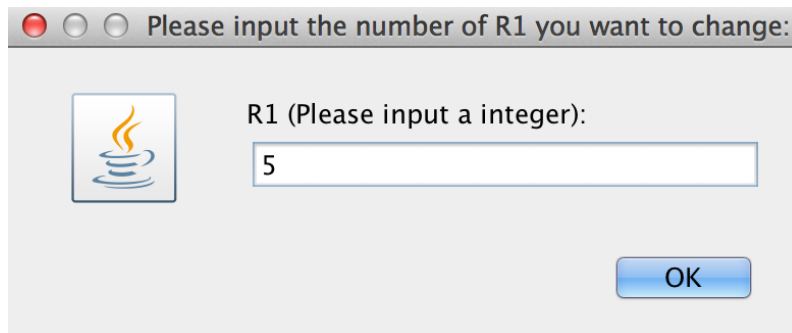 Please input the number of R1 you want to change:
R1 (Please input a integer):
5
OK